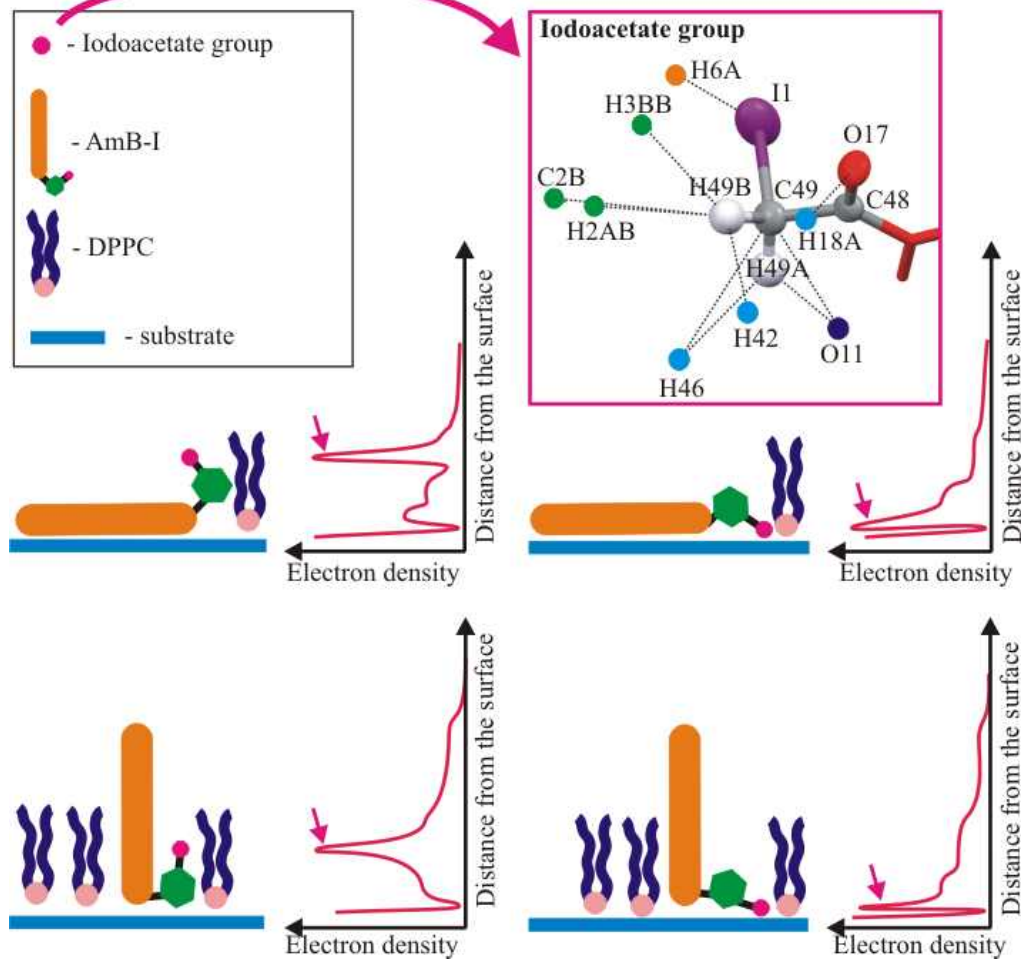 - Iodoacetate group
- AmB-I
- DPPC
- substrate
Iodoacetate group
H6A
I1
H3BB
O17
C2B
H49B
C49
C48
H2AB
H18A
H49A
H42
O11
H46
Distance from the surface
Electron density
Distance from the surface
Electron density
Distance from the surface
Electron density
Distance from the surface
Electron density